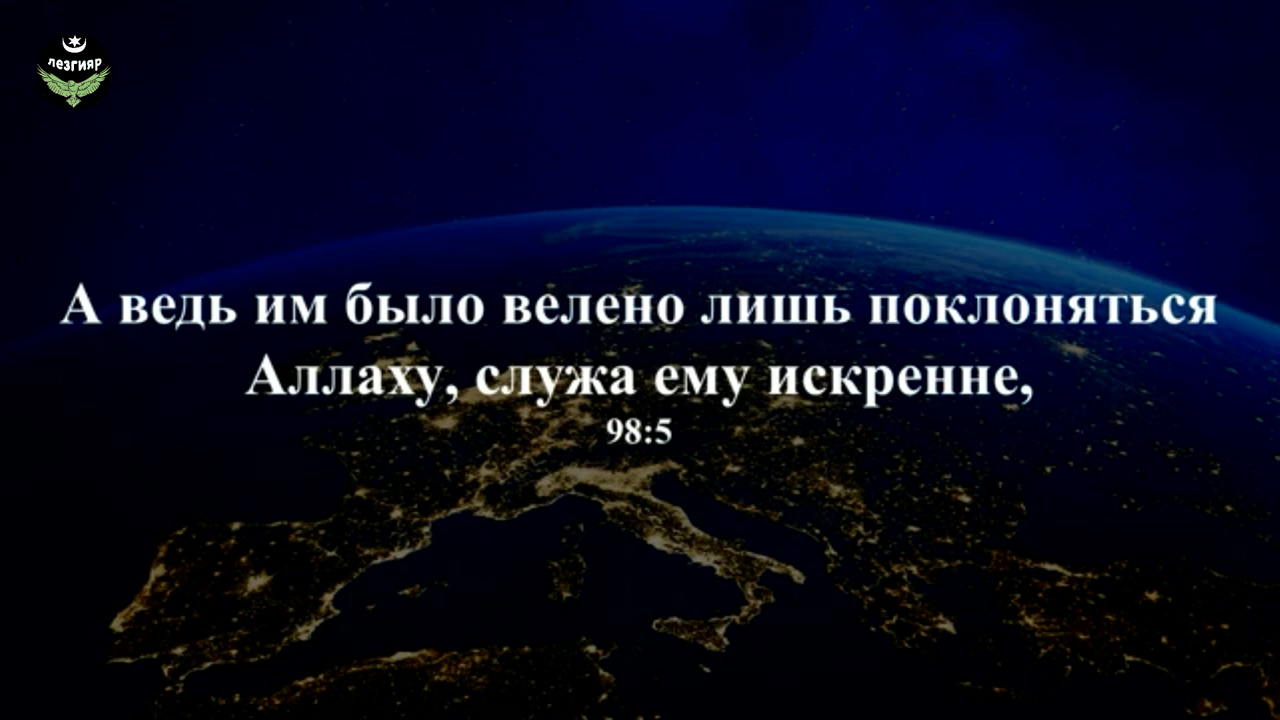 лезгияр
А ведь им было велено лишь поклоняться
Аллаху, служа ему искренне,
98:5